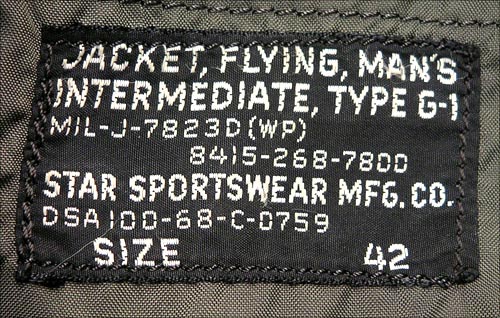 JACKET, FLYING, MAN'S
INTERMEDIATE, TYPE G-1
MIL-J-7823D(WP)
8415-268-7800
STAR SPORTSWEAR MFG. CO.
DSA100-68-C-0759
SIZE 42